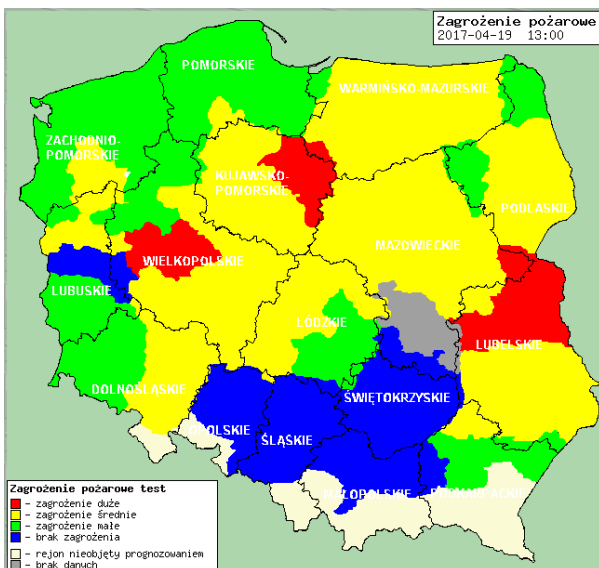 Zagrożenie pożarowe
2017-04-19 13:00
POMORSKIE
WARMIŃSKO-MAZURSKIE
ZACHODNIO-
POMORSKIE
KUJAWSKO-
POMORSKIE
PODLASKIE
MAZOWIECKIE
WIELKOPOLSKIE
LUBUSKIE
ŁÓDZKIE
LUBELSKIE
DOLNOŚLĄSKIE
ŚWIĘTOKRZYSKIE
OPOLSKIE
ŚLĄSKIE
MAŁOPOLSKIE
PODKARPACKIE
Zagrożenie pożarowe test
- zagrożenie duże
- zagrożenie średnie
- zagrożenie małe
- brak zagrożenia
- rejon nieobjęty prognozowaniem
- brak danych